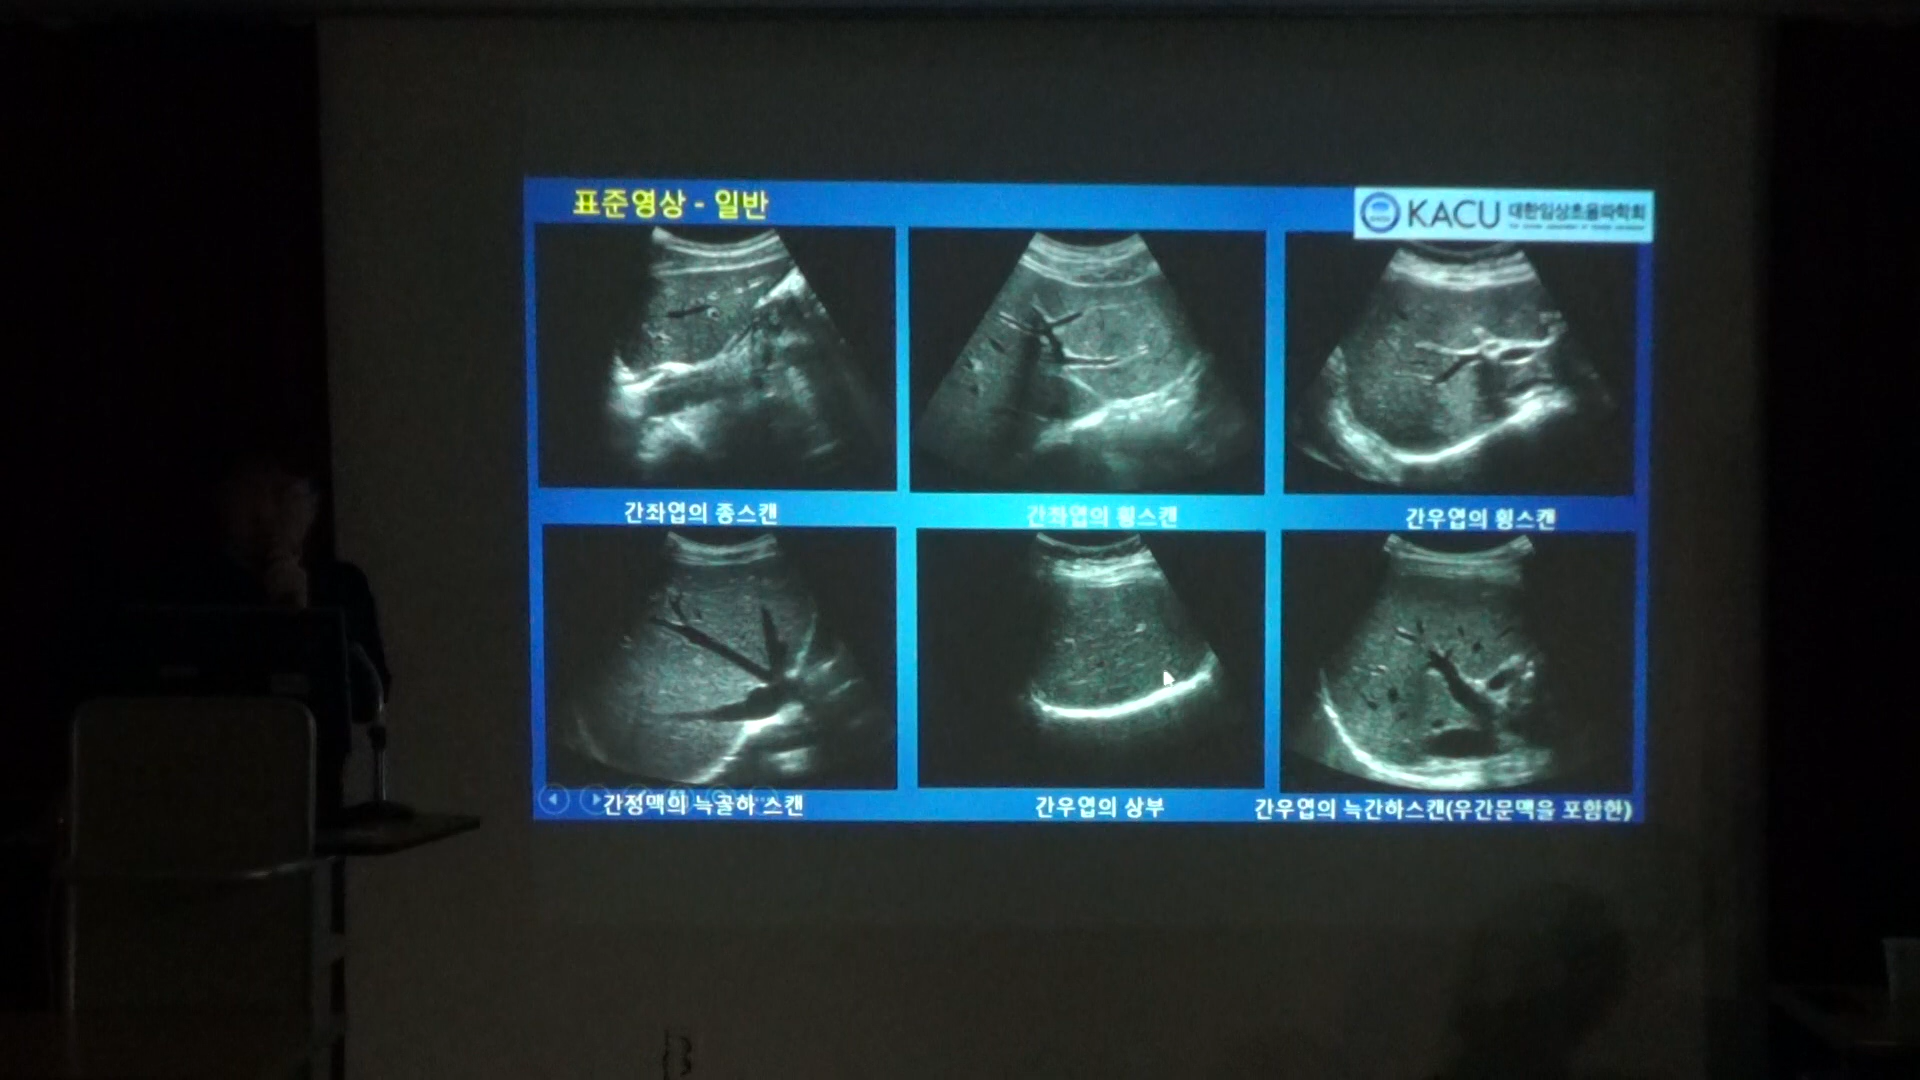 표준영상 - 일반
KACU 대한임상초음파학회
간좌엽의 종스캔
간좌엽의 횡스캔
간우엽의 횡스캔
간정맥의 늑골하 스캔
간우엽의 상부
간우엽의 늑간하스캔(우간문맥을 포함한)